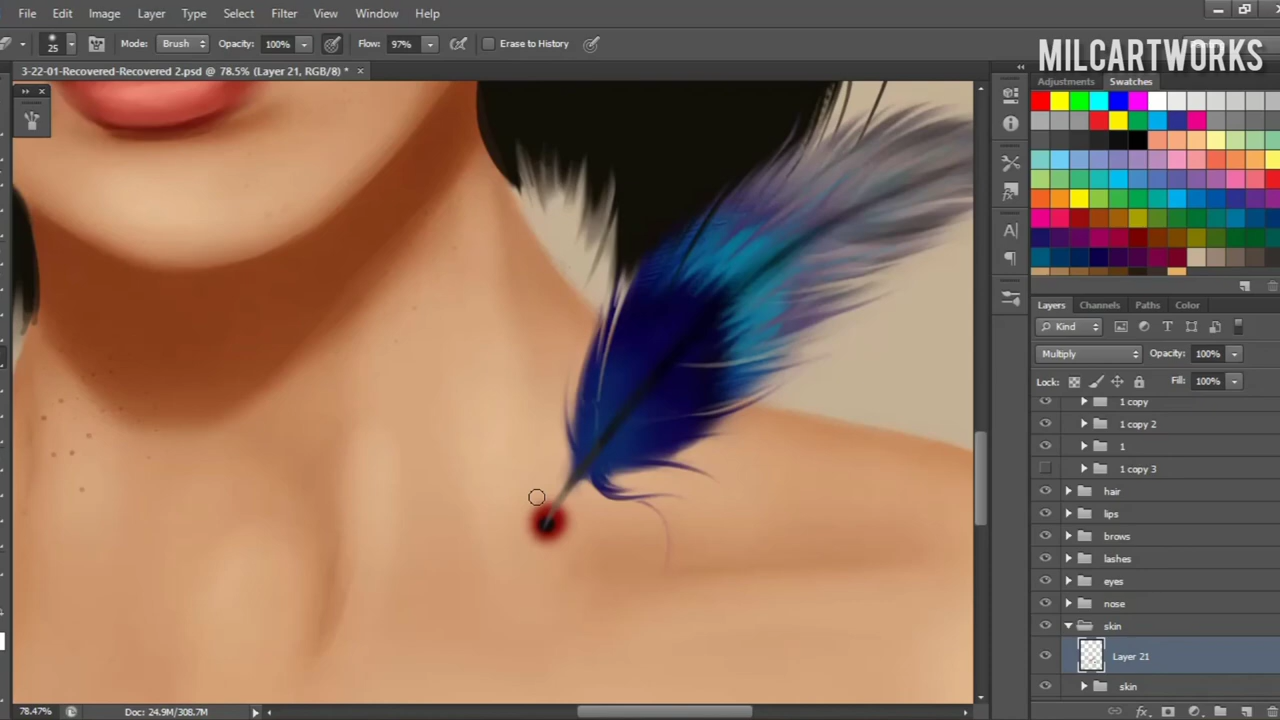 File Edit Image Layer Type Select Filter View Window Help
25 Mode: Brush Opacity: 100% Flow: 97% Erase to History
MILCARTWORKS
3-22-01-Recovered-Recovered 2.psd @ 78.5% (Layer 21, RGB/8) *
Adjustments Swatches
Layers Channels Paths Color
Kind
Multiply Opacity: 100%
Lock: Fill: 100%
1 copy
1 copy 2
1
1 copy 3
hair
lips
brows
lashes
eyes
nose
skin
Layer 21
skin
78.47% Doc: 24.9M/308.7M